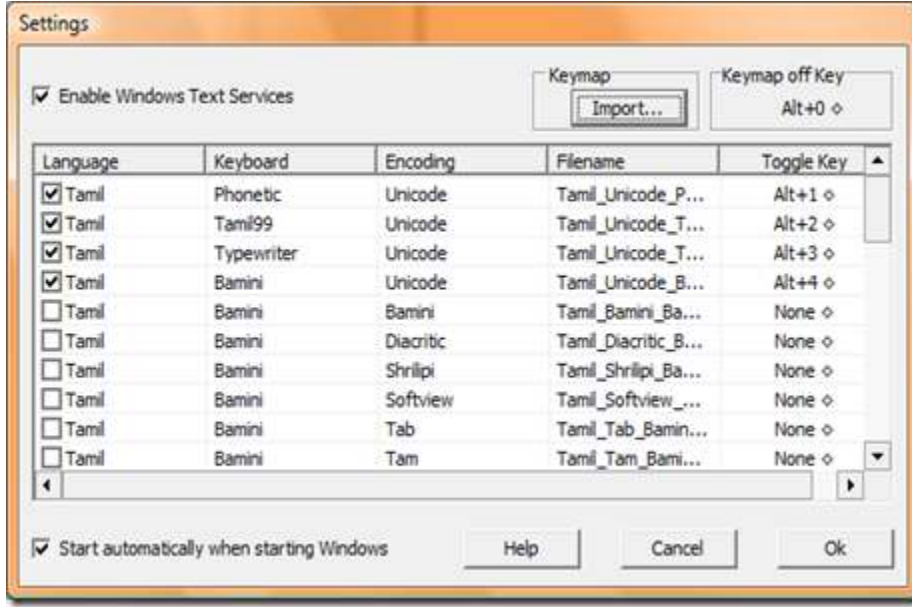 Settings
Enable Windows Text Services
Keymap
Import...
Keymap off Key
Alt+0
Language Keyboard Encoding Filename Toggle Key
Tamil Phonetic Unicode Tamil_Unicode_P... Alt+1
Tamil Tamil99 Unicode Tamil_Unicode_T... Alt+2
Tamil Typewriter Unicode Tamil_Unicode_T... Alt+3
Tamil Bamini Unicode Tamil_Unicode_B... Alt+4
Tamil Bamini Bamini Tamil_Bamini_Ba... None
Tamil Bamini Diacritic Tamil_Diacritic_B... None
Tamil Bamini Shrilipi Tamil_Shrilipi_Ba... None
Tamil Bamini Softview Tamil_Softview_... None
Tamil Bamini Tab Tamil_Tab_Bamin... None
Tamil Bamini Tam Tamil_Tam_Bami... None
Start automatically when starting Windows
Help Cancel Ok